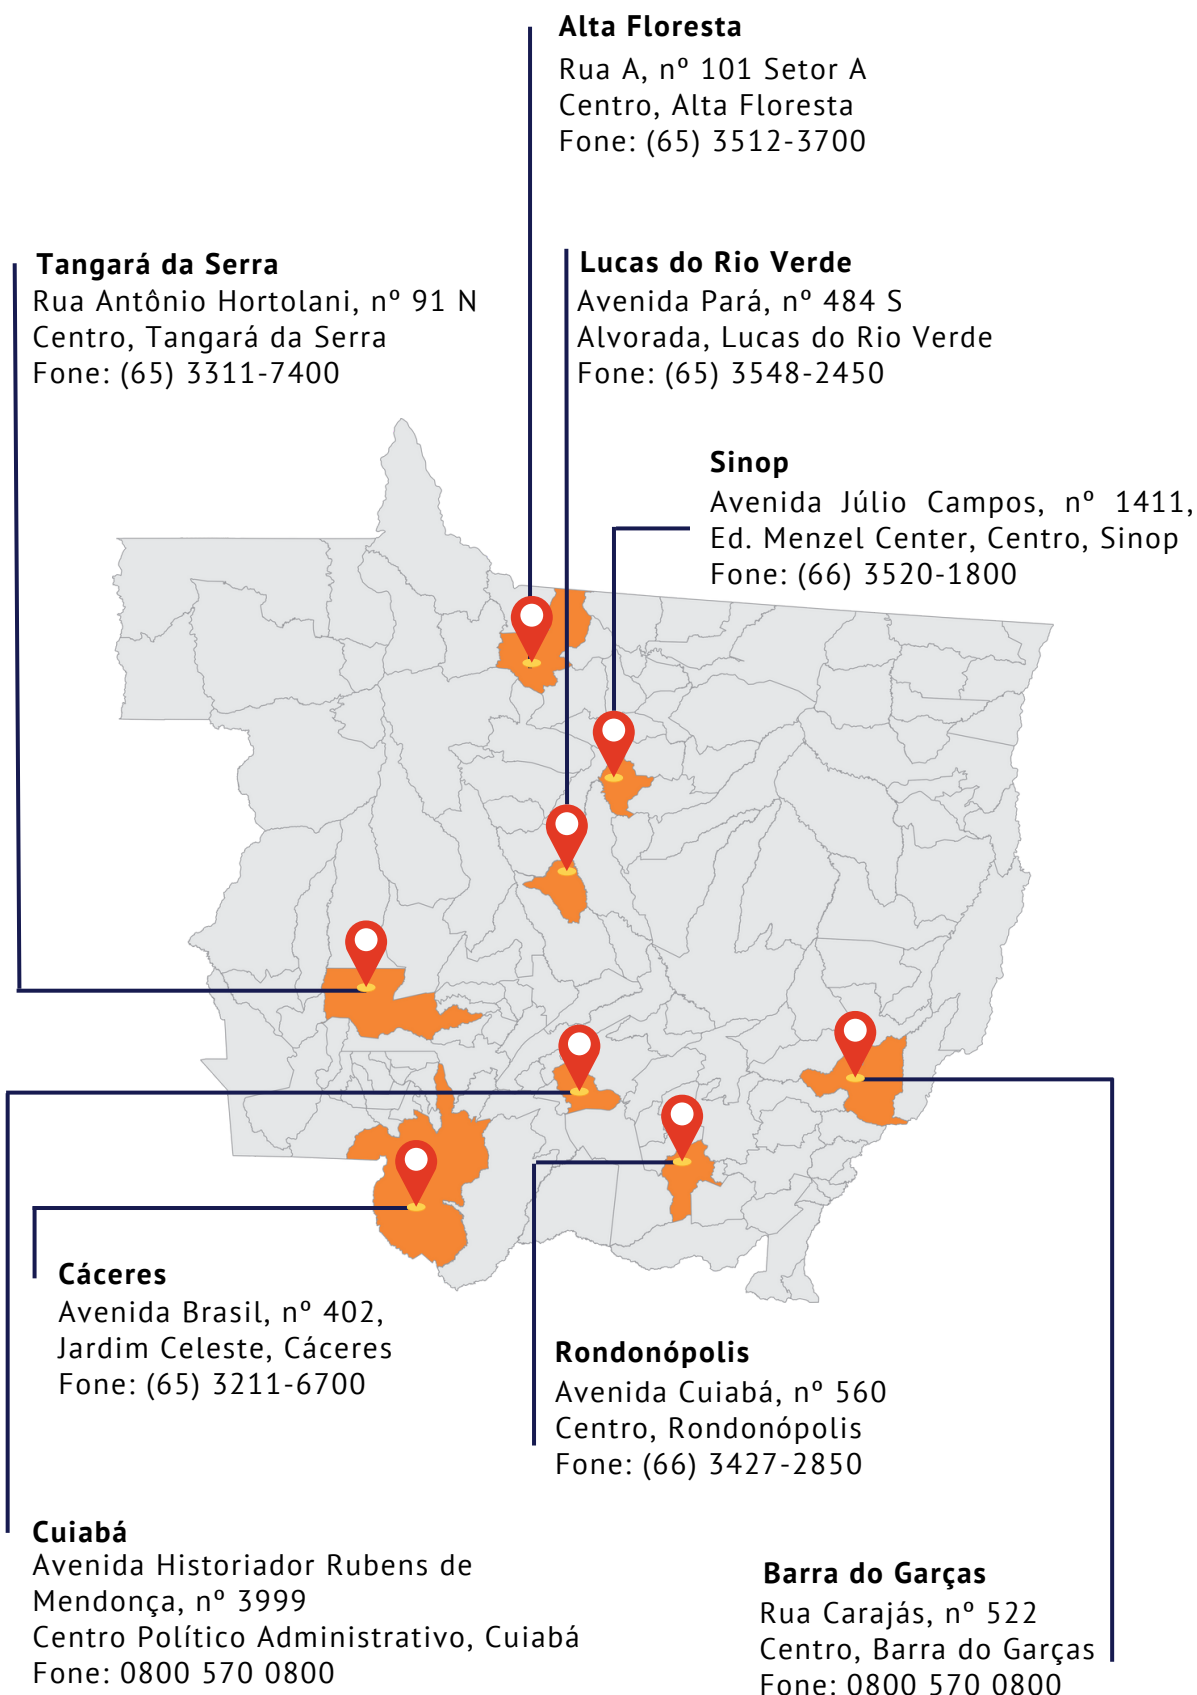 Alta Floresta
Rua A, nº 101 Setor A
Centro, Alta Floresta
Fone: (65) 3512-3700
Tangará da Serra
Rua Antônio Hortolani, nº 91 N
Centro, Tangará da Serra
Fone: (65) 3311-7400
Lucas do Rio Verde
Avenida Pará, nº 484 S
Alvorada, Lucas do Rio Verde
Fone: (65) 3548-2450
Sinop
Avenida Júlio Campos, nº 1411,
Ed. Menzel Center, Centro, Sinop
Fone: (66) 3520-1800
Cáceres
Avenida Brasil, nº 402,
Jardim Celeste, Cáceres
Fone: (65) 3211-6700
Rondonópolis
Avenida Cuiabá, nº 560
Centro, Rondonópolis
Fone: (66) 3427-2850
Cuiabá
Avenida Historiador Rubens de
Mendonça, nº 3999
Centro Político Administrativo, Cuiabá
Fone: 0800 570 0800
Barra do Garças
Rua Carajás, nº 522
Centro, Barra do Garças
Fone: 0800 570 0800